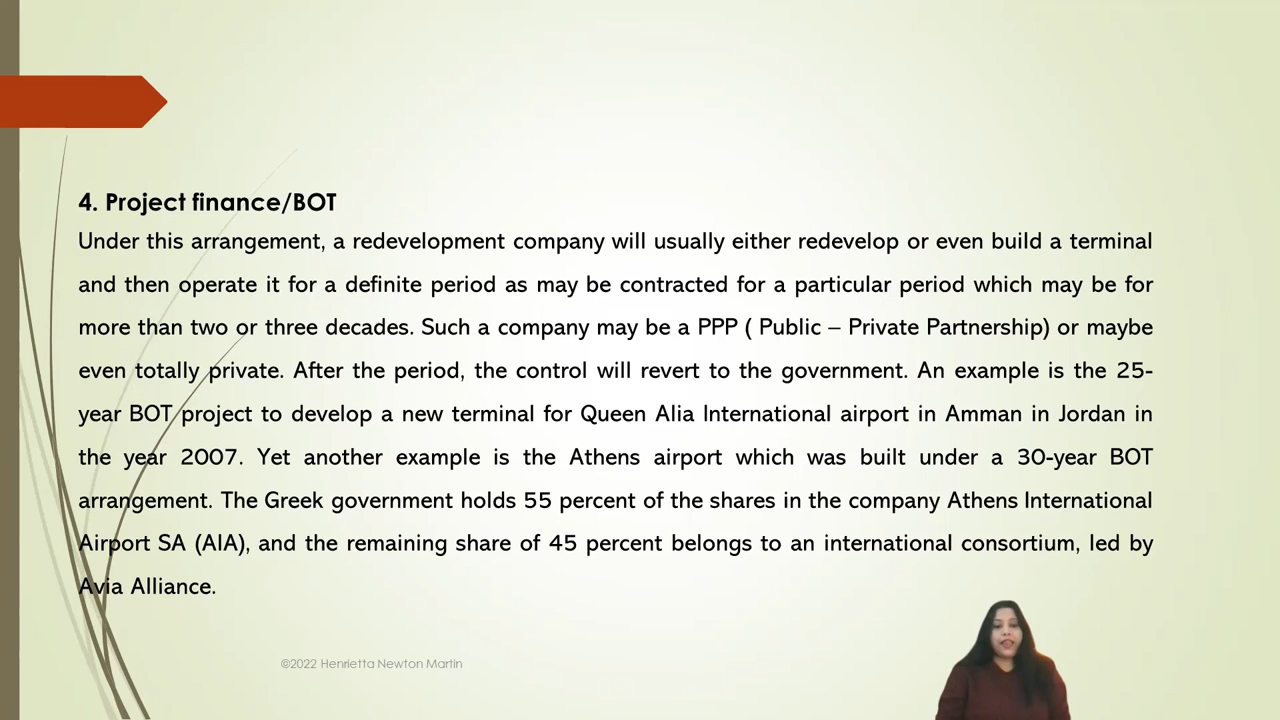 4. Project finance/BOT
Under this arrangement, a redevelopment company will usually either redevelop or even build a terminal
and then operate it for a definite period as may be contracted for a particular period which may be for
more than two or three decades. Such a company may be a PPP ( Public – Private Partnership) or maybe
even totally private. After the period, the control will revert to the government. An example is the 25-
year BOT project to develop a new terminal for Queen Alia International airport in Amman in Jordan in
the year 2007. Yet another example is the Athens airport which was built under a 30-year BOT
arrangement. The Greek government holds 55 percent of the shares in the company Athens International
Airport SA (AIA), and the remaining share of 45 percent belongs to an international consortium, led by
Avia Alliance.
©2022 Henrietta Newton Martin